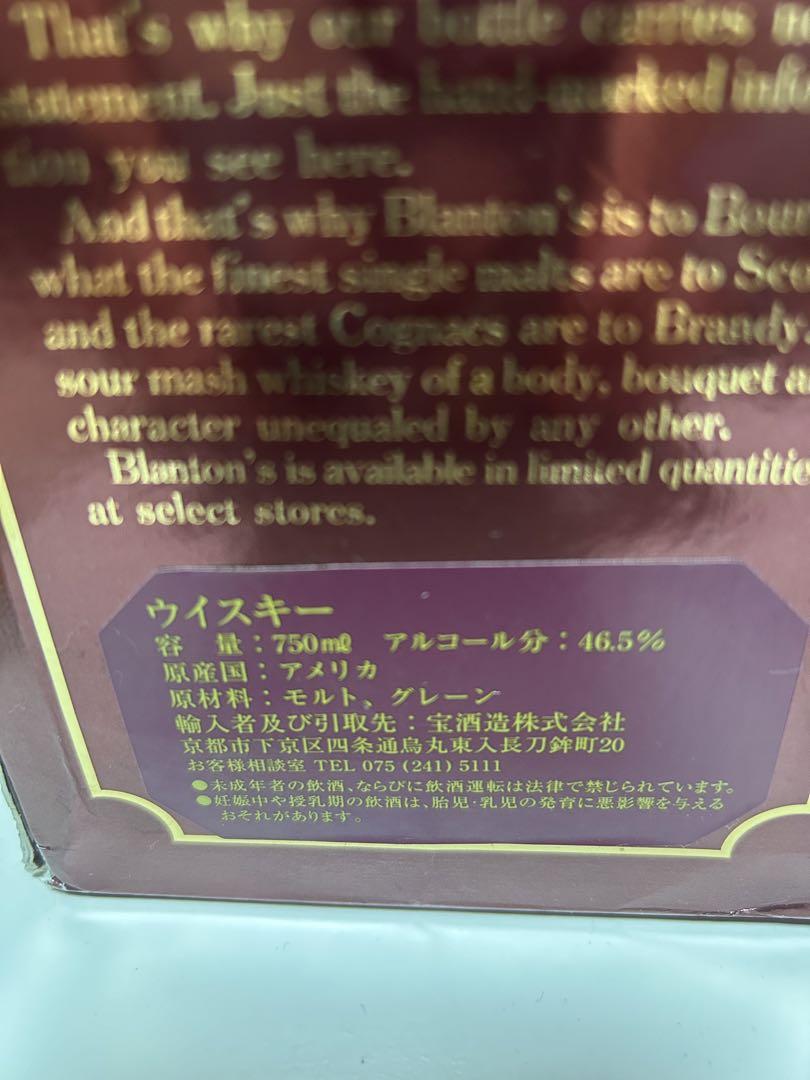 That's why our bottle carries n
statement. Just the hand-marked info
tion you see here.
And that's why Blanton's is to Bour
what the finest single malts are to Sco
and the rarest Cognacs are to Brandy.
sour mash whiskey of a body, bouquet a
character unequaled by any other.
Blanton's is available in limited quantitie
at select stores.
ウイスキー
容　量：750mℓ　アルコール分：46.5%
原産国：アメリカ
原材料：モルト、グレーン
輸入者及び引取先：宝酒造株式会社
京都市下京区四条通烏丸東入長刀鉾町20
お客様相談室 TEL 075 (241) 5111
●未成年者の飲酒、ならびに飲酒運転は法律で禁じられています。
●妊娠中や授乳期の飲酒は、胎児・乳児の発育に悪影響を与える
おそれがあります。